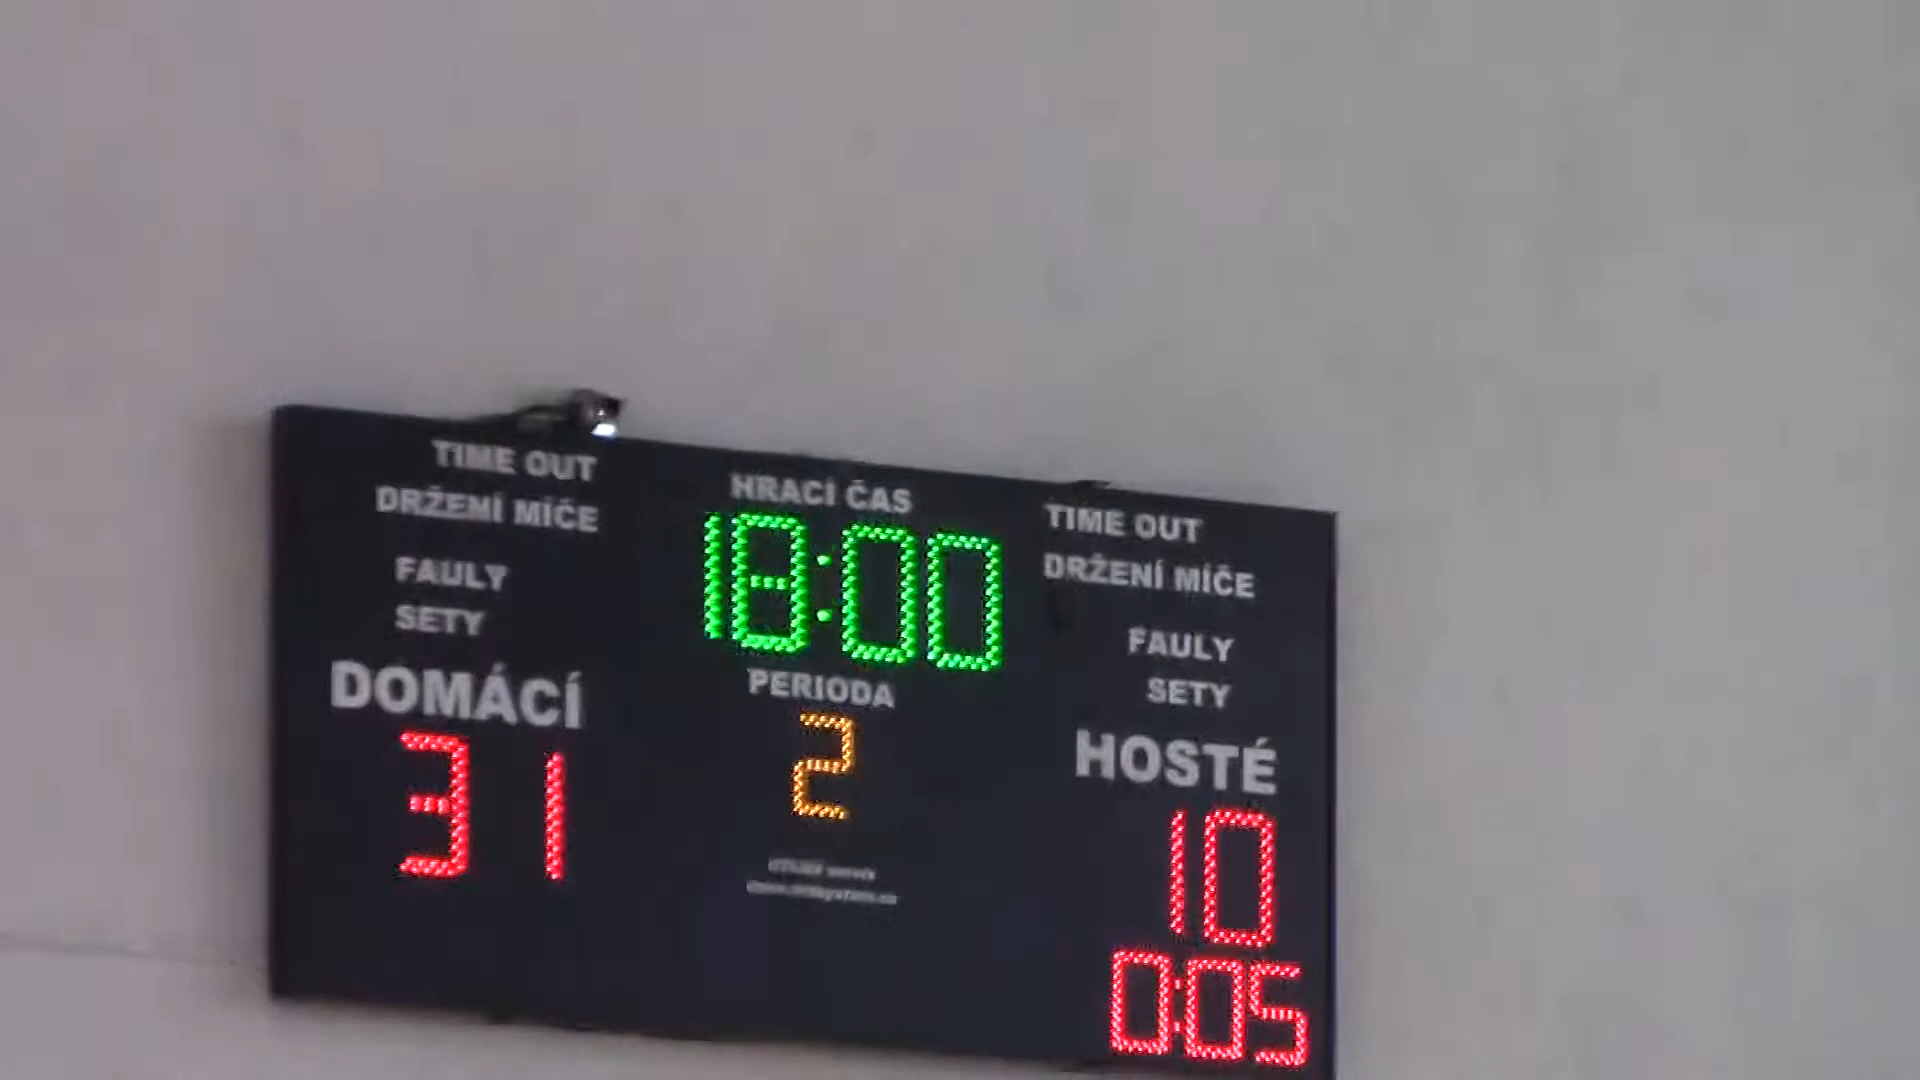 TIME OUT
DRŽENÍ MÍČE
FAULY
SETY
DOMÁCÍ
31
HRACÍ ČAS
18:00
PERIODA
2
TIME OUT
DRŽENÍ MÍČE
FAULY
SETY
HOSTÉ
10
0:05